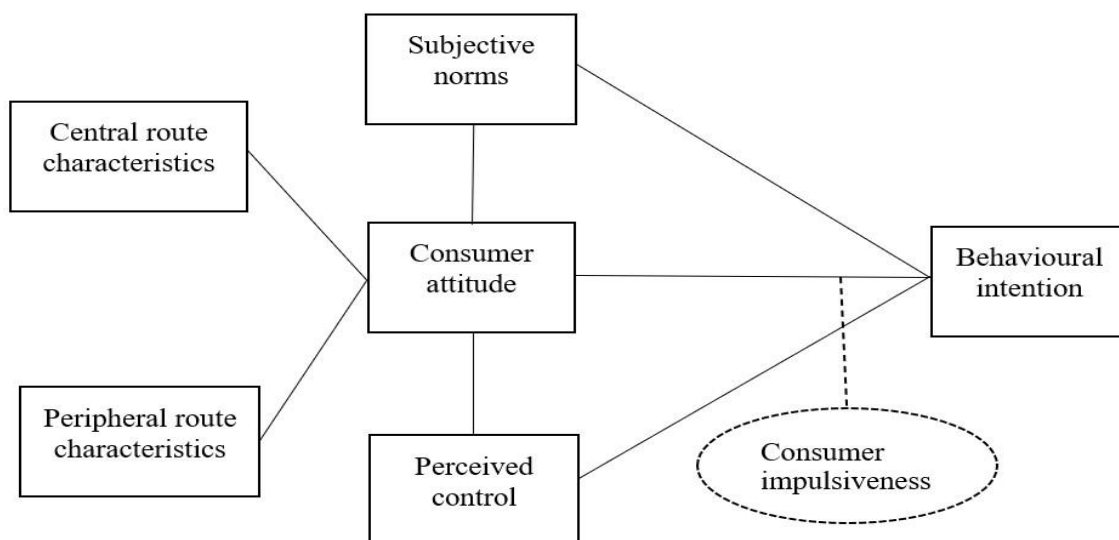 Subjective
norms
Central route
characteristics
Consumer
attitude
Behavioural
intention
Peripheral route
characteristics
Perceived
control
Consumer
impulsiveness